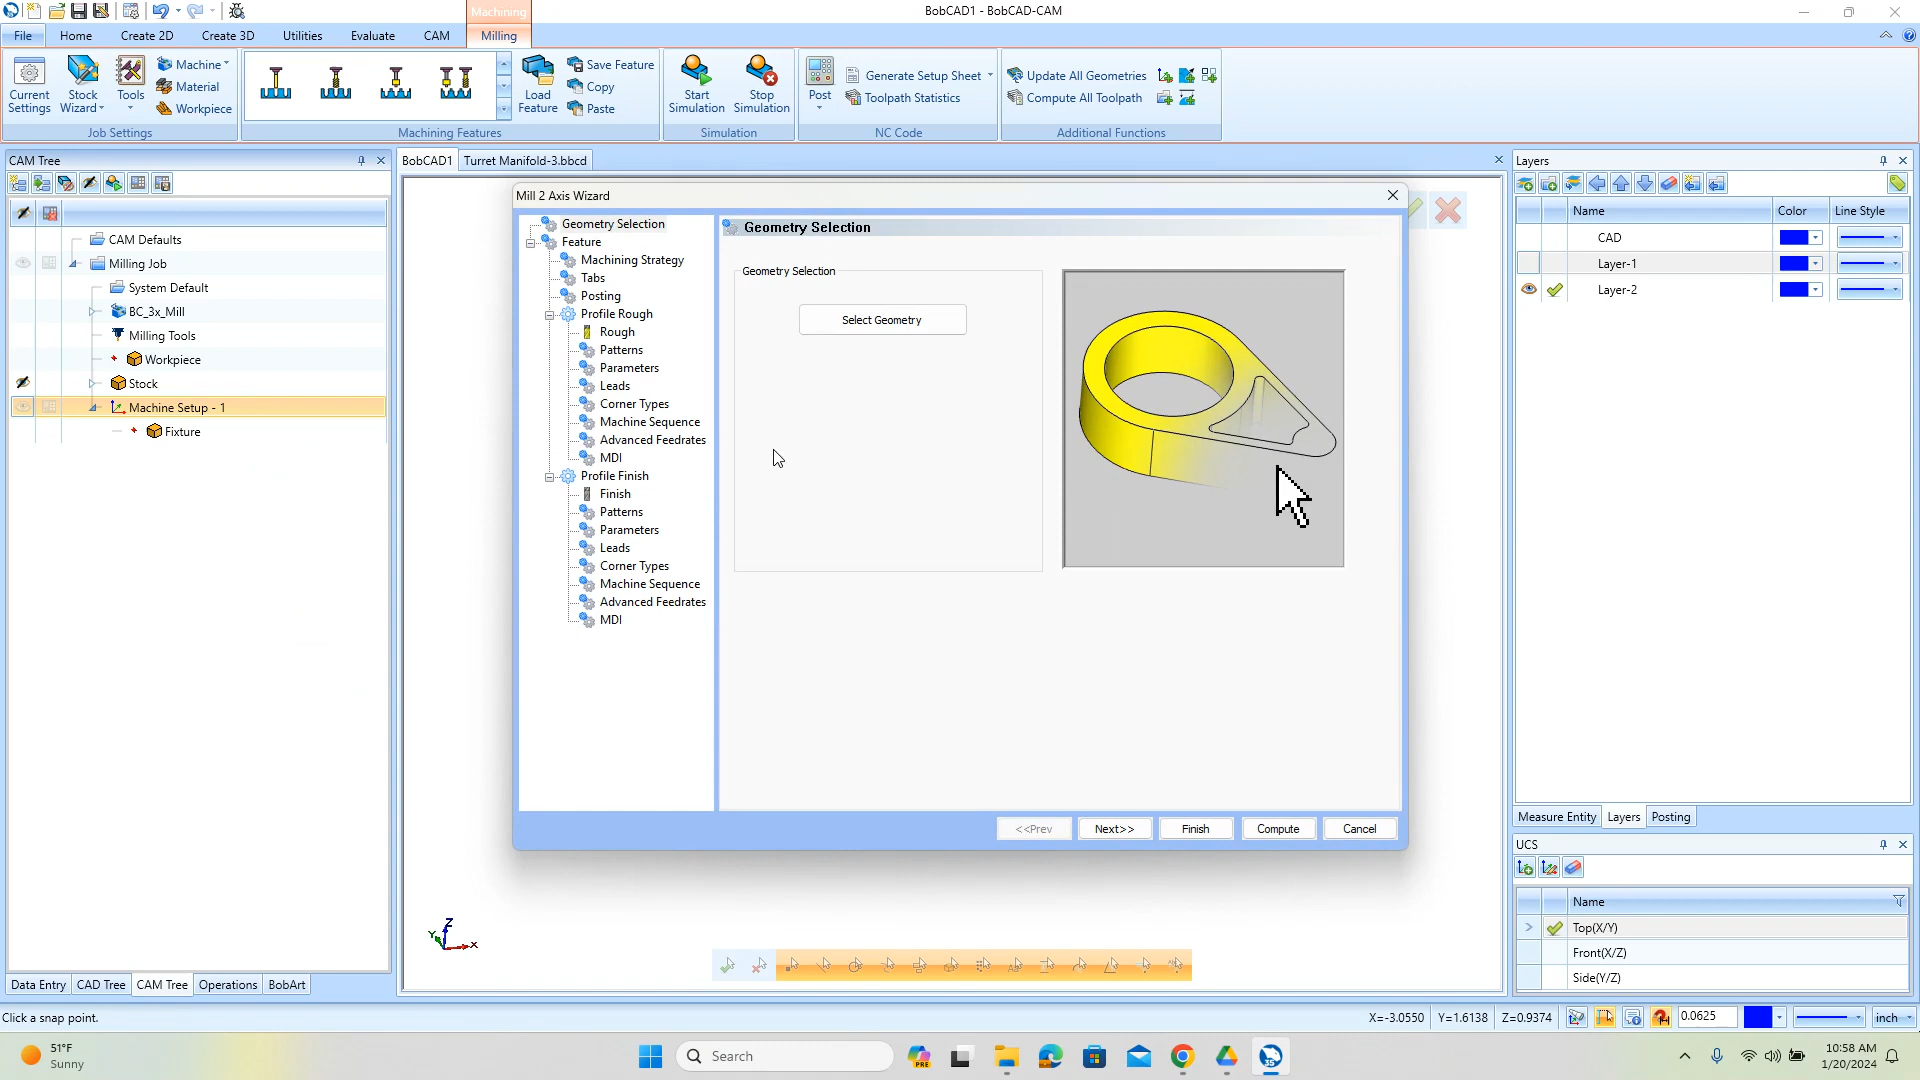 Machining
BobCAD1 - BobCAD-CAM
File
Home
Create 2D
Create 3D
Utilities
Evaluate
CAM
Milling
Current Settings
Stock Wizard
Tools
Machine
Material
Workpiece
Job Settings
Load Feature
Save Feature
Copy
Paste
Machining Features
Start Simulation
Stop Simulation
Simulation
Post
Generate Setup Sheet
Toolpath Statistics
NC Code
Update All Geometries
Compute All Toolpath
Additional Functions
CAM Tree
CAM Defaults
Milling Job
System Default
BC_3x_Mill
Milling Tools
Workpiece
Stock
Machine Setup - 1
Fixture
Data Entry
CAD Tree
CAM Tree
Operations
BobArt
BobCAD1
Turret Manifold-3.bbcd
Mill 2 Axis Wizard
Geometry Selection
Feature
Machining Strategy
Tabs
Posting
Profile Rough
Rough
Patterns
Parameters
Leads
Corner Types
Machine Sequence
Advanced Feedrates
MDI
Profile Finish
Finish
Patterns
Parameters
Leads
Corner Types
Machine Sequence
Advanced Feedrates
MDI
Geometry Selection
Geometry Selection
Select Geometry
<<Prev
Next>>
Finish
Compute
Cancel
Z
Y
X
Layers
Name
Color
Line Style
CAD
Layer-1
Layer-2
Measure Entity
Layers
Posting
UCS
Name
Top(X/Y)
Front(X/Z)
Side(Y/Z)
Click a snap point.
X=-3.0550
Y=1.6138
Z=0.9374
0.0625
inch
51°F
Sunny
Search
PRE
35
10:58 AM
1/20/2024